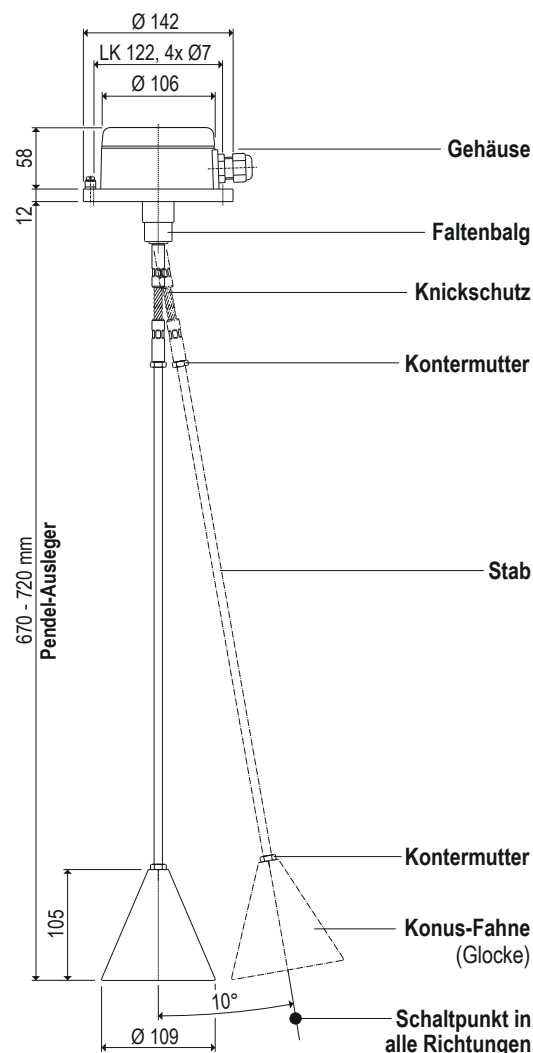 Ø 142
LK 122, 4x Ø7
Ø 106
58
12
Gehäuse
Faltenbalg
Knickschutz
Kontermutter
670 - 720 mm
Pendel-Ausleger
Stab
Kontermutter
105
Konus-Fahne
(Glocke)
10°
Ø 109
Schaltpunkt in
alle Richtungen